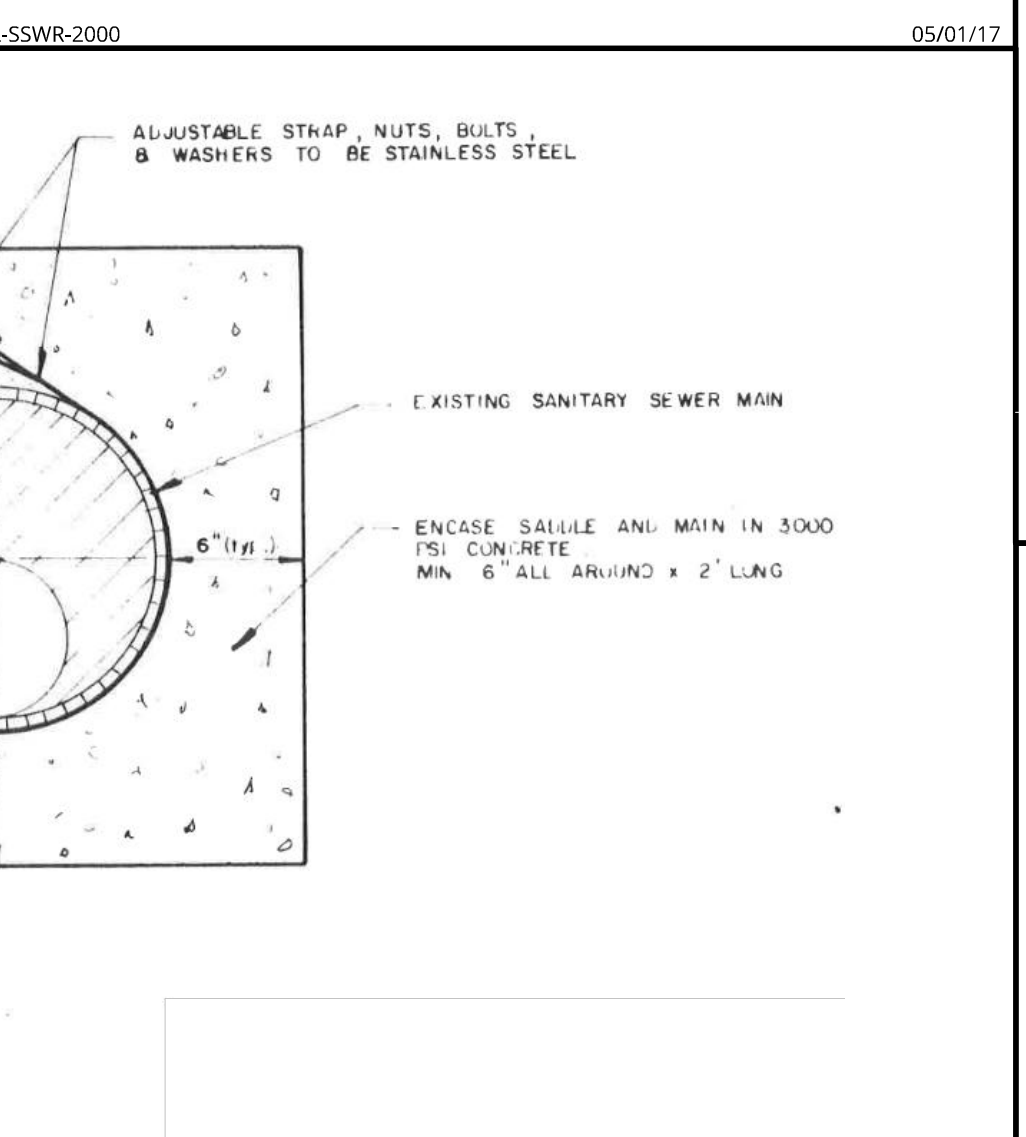 -SSWR-2000
05/01/17
ADJUSTABLE STRAP, NUTS, BOLTS,
& WASHERS TO BE STAINLESS STEEL
EXISTING SANITARY SEWER MAIN
6" (typ.)
ENCASE SADDLE AND MAIN IN 3000
PSI CONCRETE
MIN 6" ALL AROUND x 2' LONG